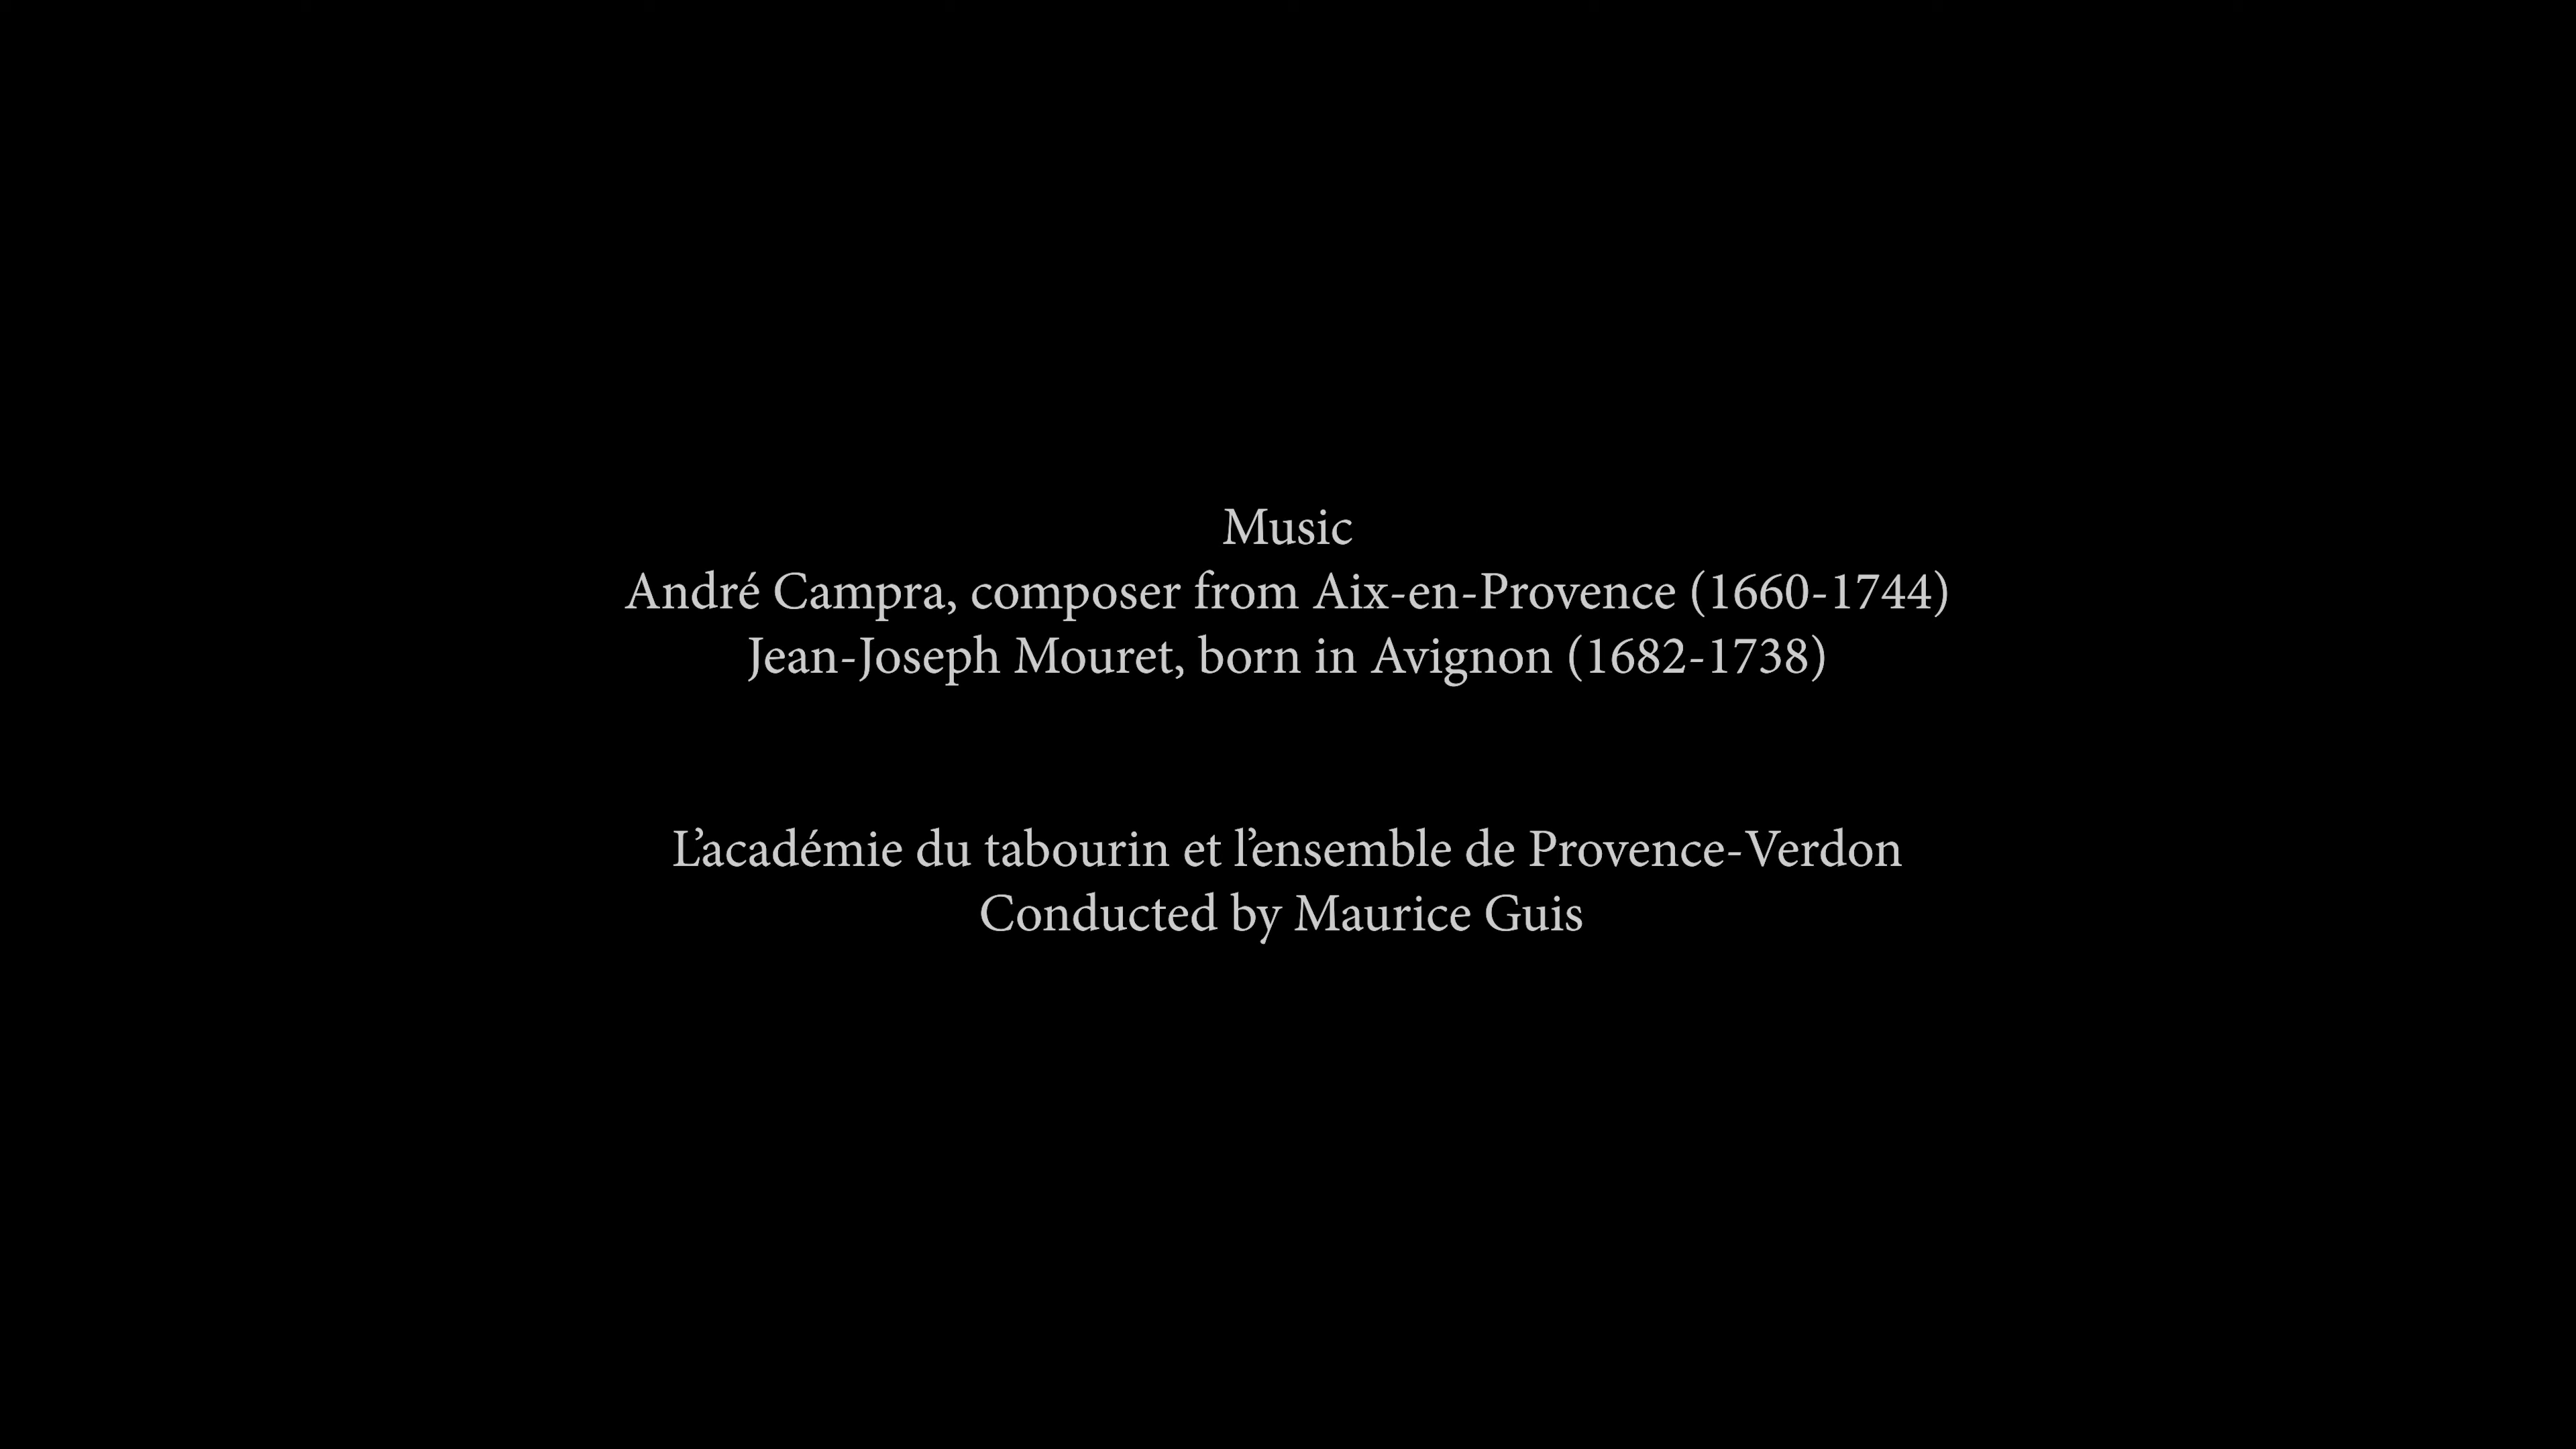 Music
André Campra, composer from Aix-en-Provence (1660-1744)
Jean-Joseph Mouret, born in Avignon (1682-1738)
L’académie du tabourin et l’ensemble de Provence-Verdon
Conducted by Maurice Guis